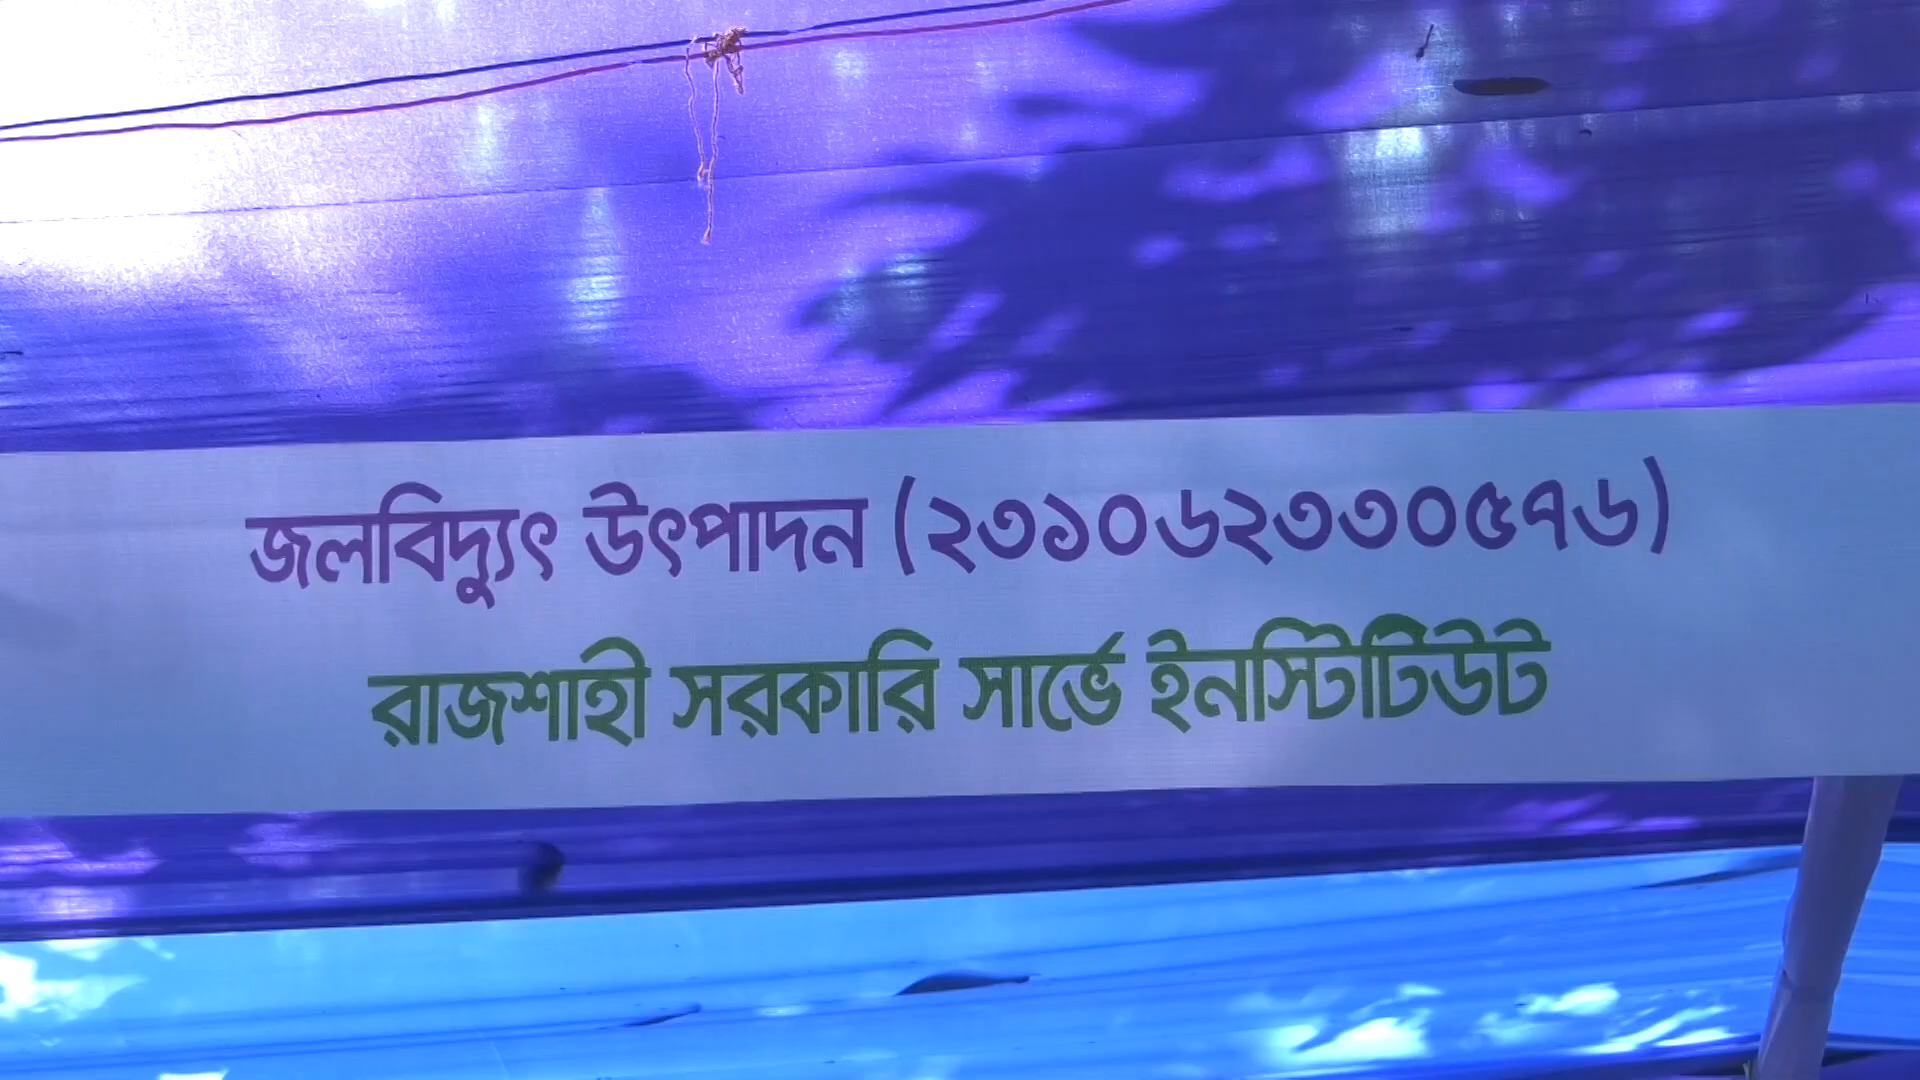 জলবিদ্যুৎ উৎপাদন (২৩১০৬২৩৩০৫৭৬)
রাজশাহী সরকারি সার্ভে ইনস্টিটিউট